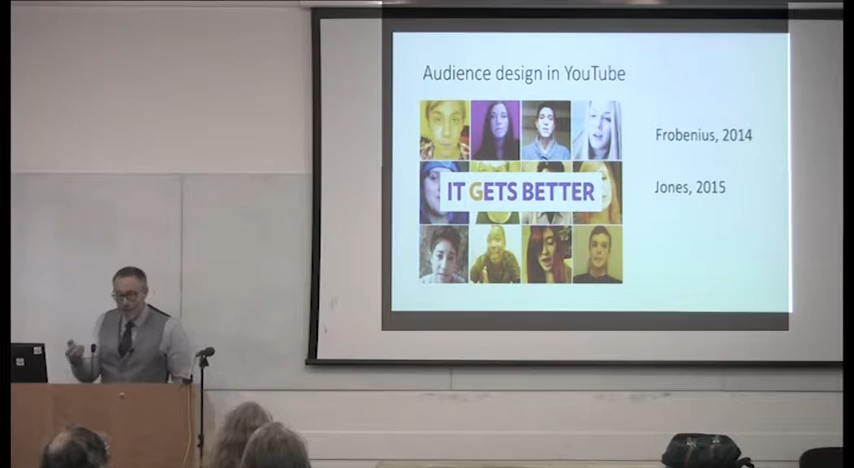 Audience design in YouTube
Frobenius, 2014
IT GETS BETTER
Jones, 2015